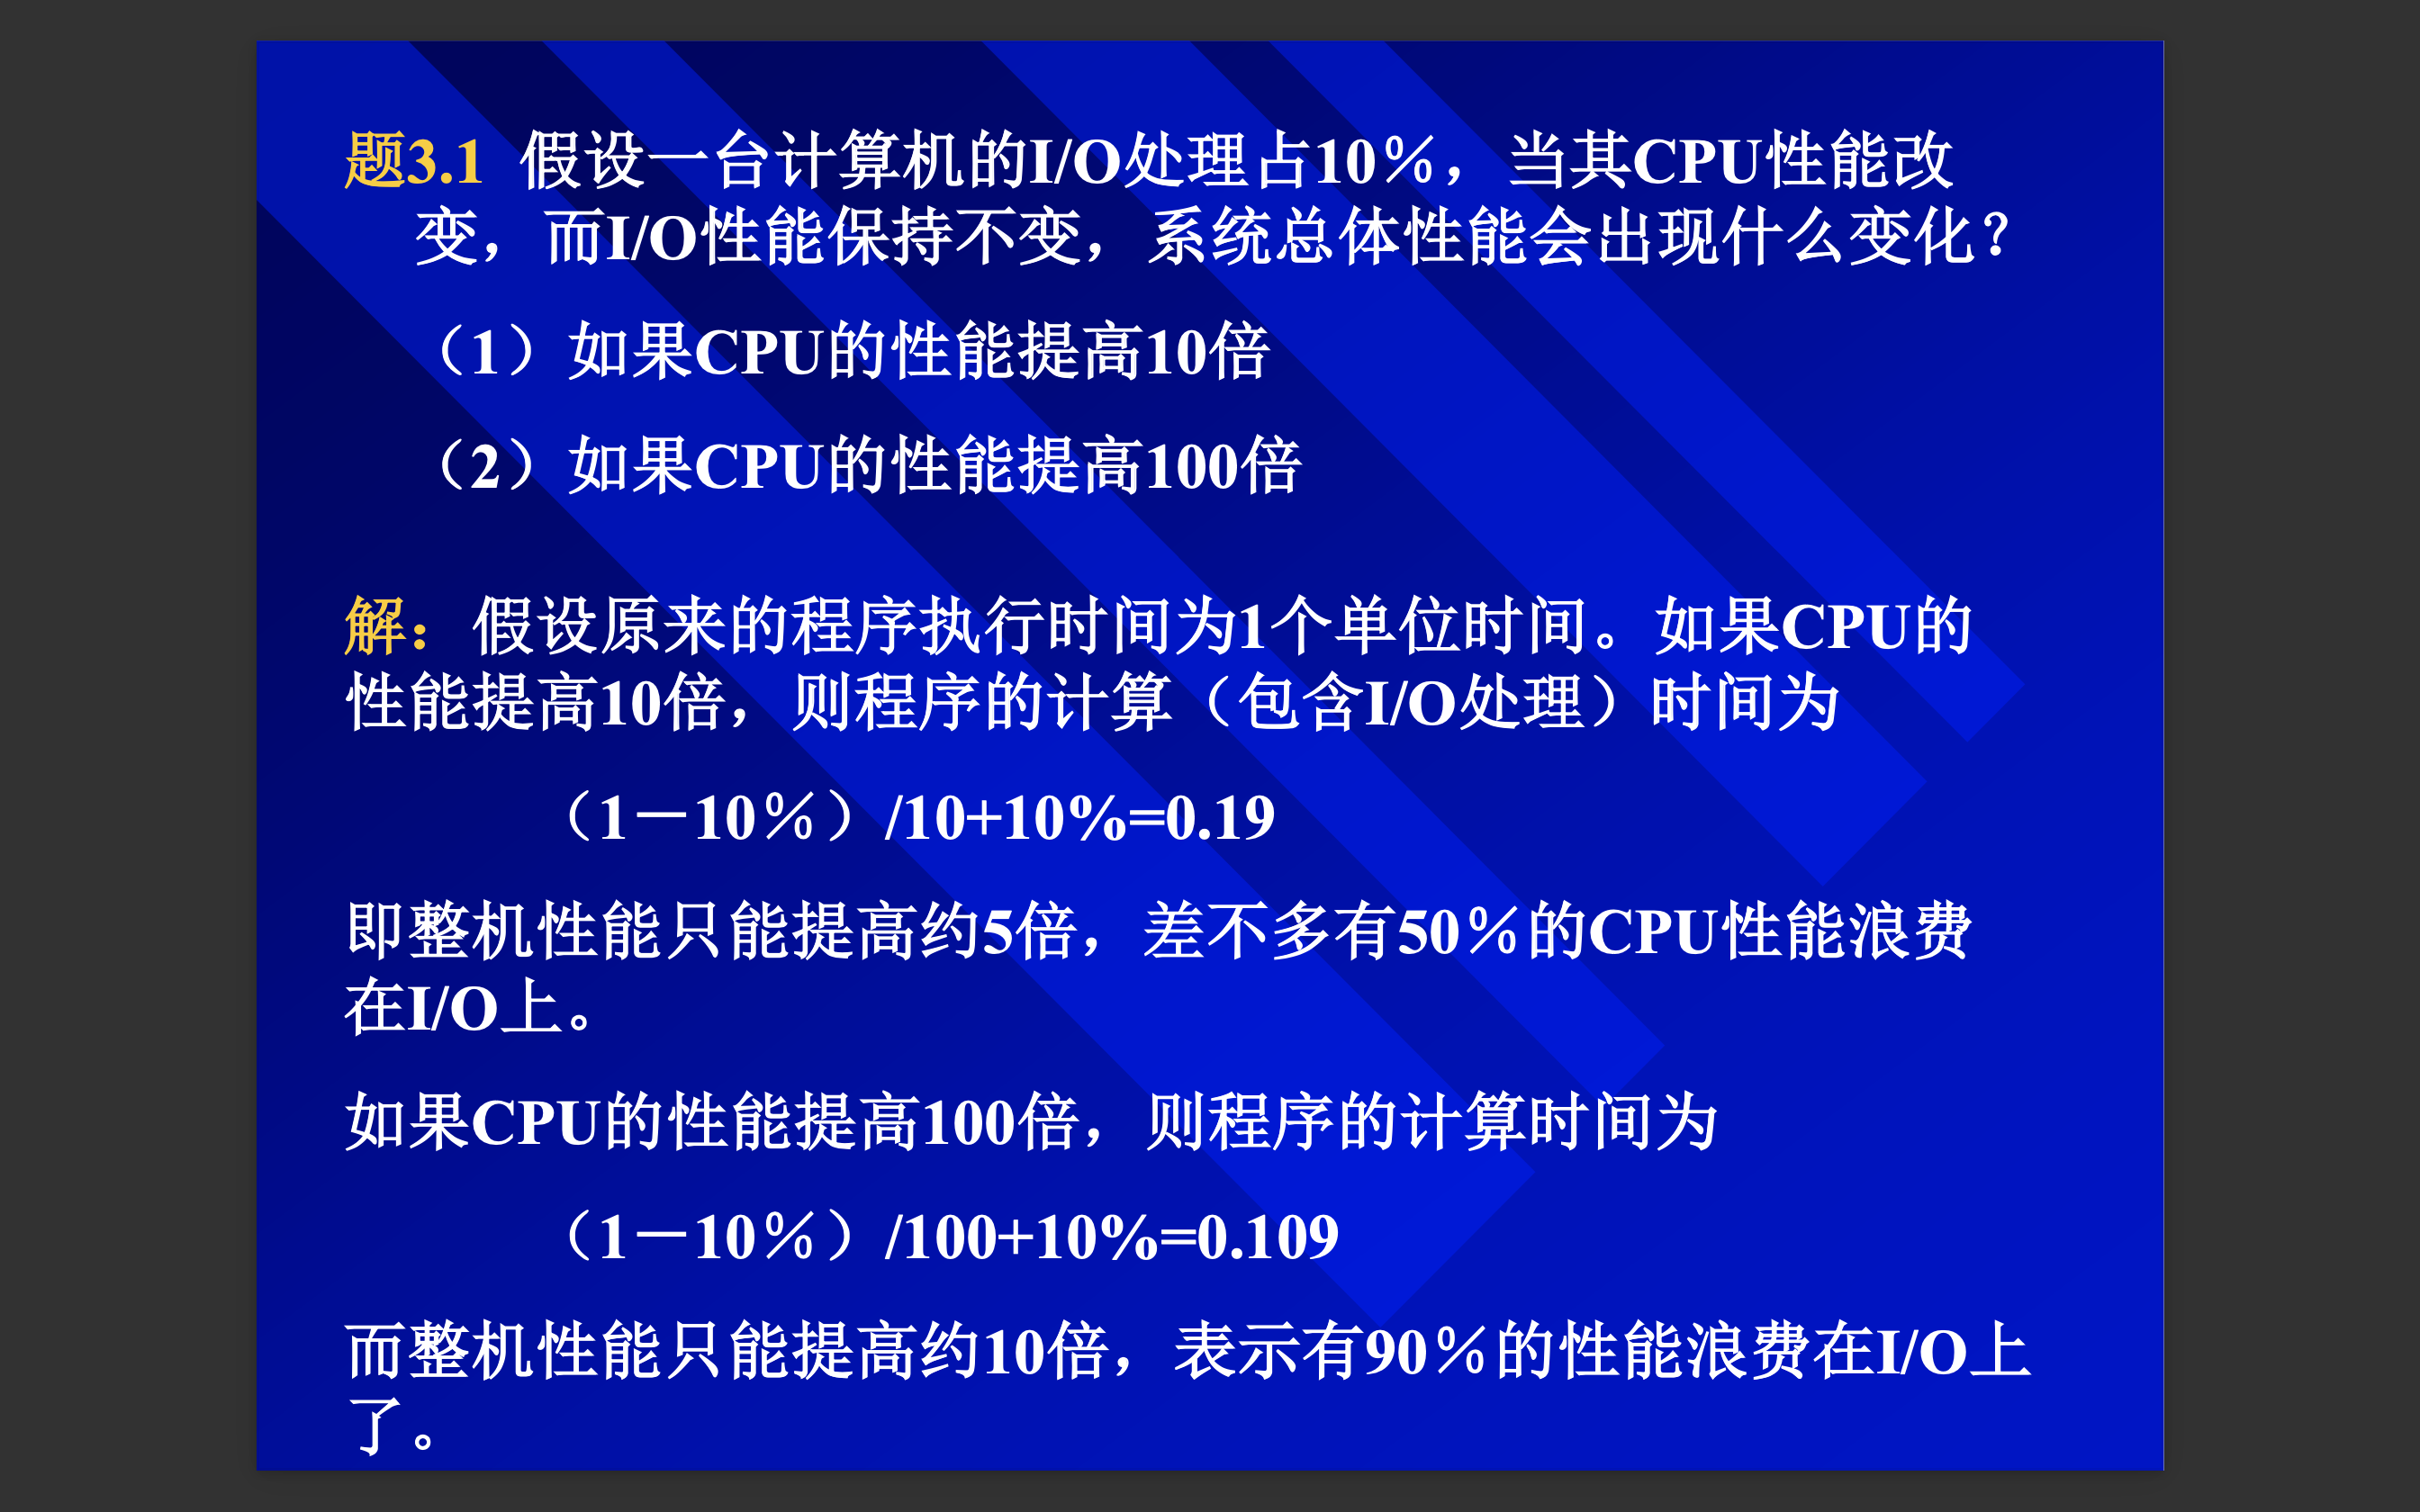 题3.1 假设一台计算机的I/O处理占10%，当其CPU性能改
变，而I/O性能保持不变，系统总体性能会出现什么变化？
（1）如果CPU的性能提高10倍
（2）如果CPU的性能提高100倍
解：假设原来的程序执行时间为1个单位时间。如果CPU的
性能提高10倍，则程序的计算（包含I/O处理）时间为
（1－10%）/10+10%=0.19
即整机性能只能提高约5倍，差不多有50%的CPU性能浪费
在I/O上。
如果CPU的性能提高100倍，则程序的计算时间为
（1－10%）/100+10%=0.109
而整机性能只能提高约10倍，表示有90%的性能浪费在I/O上
了。